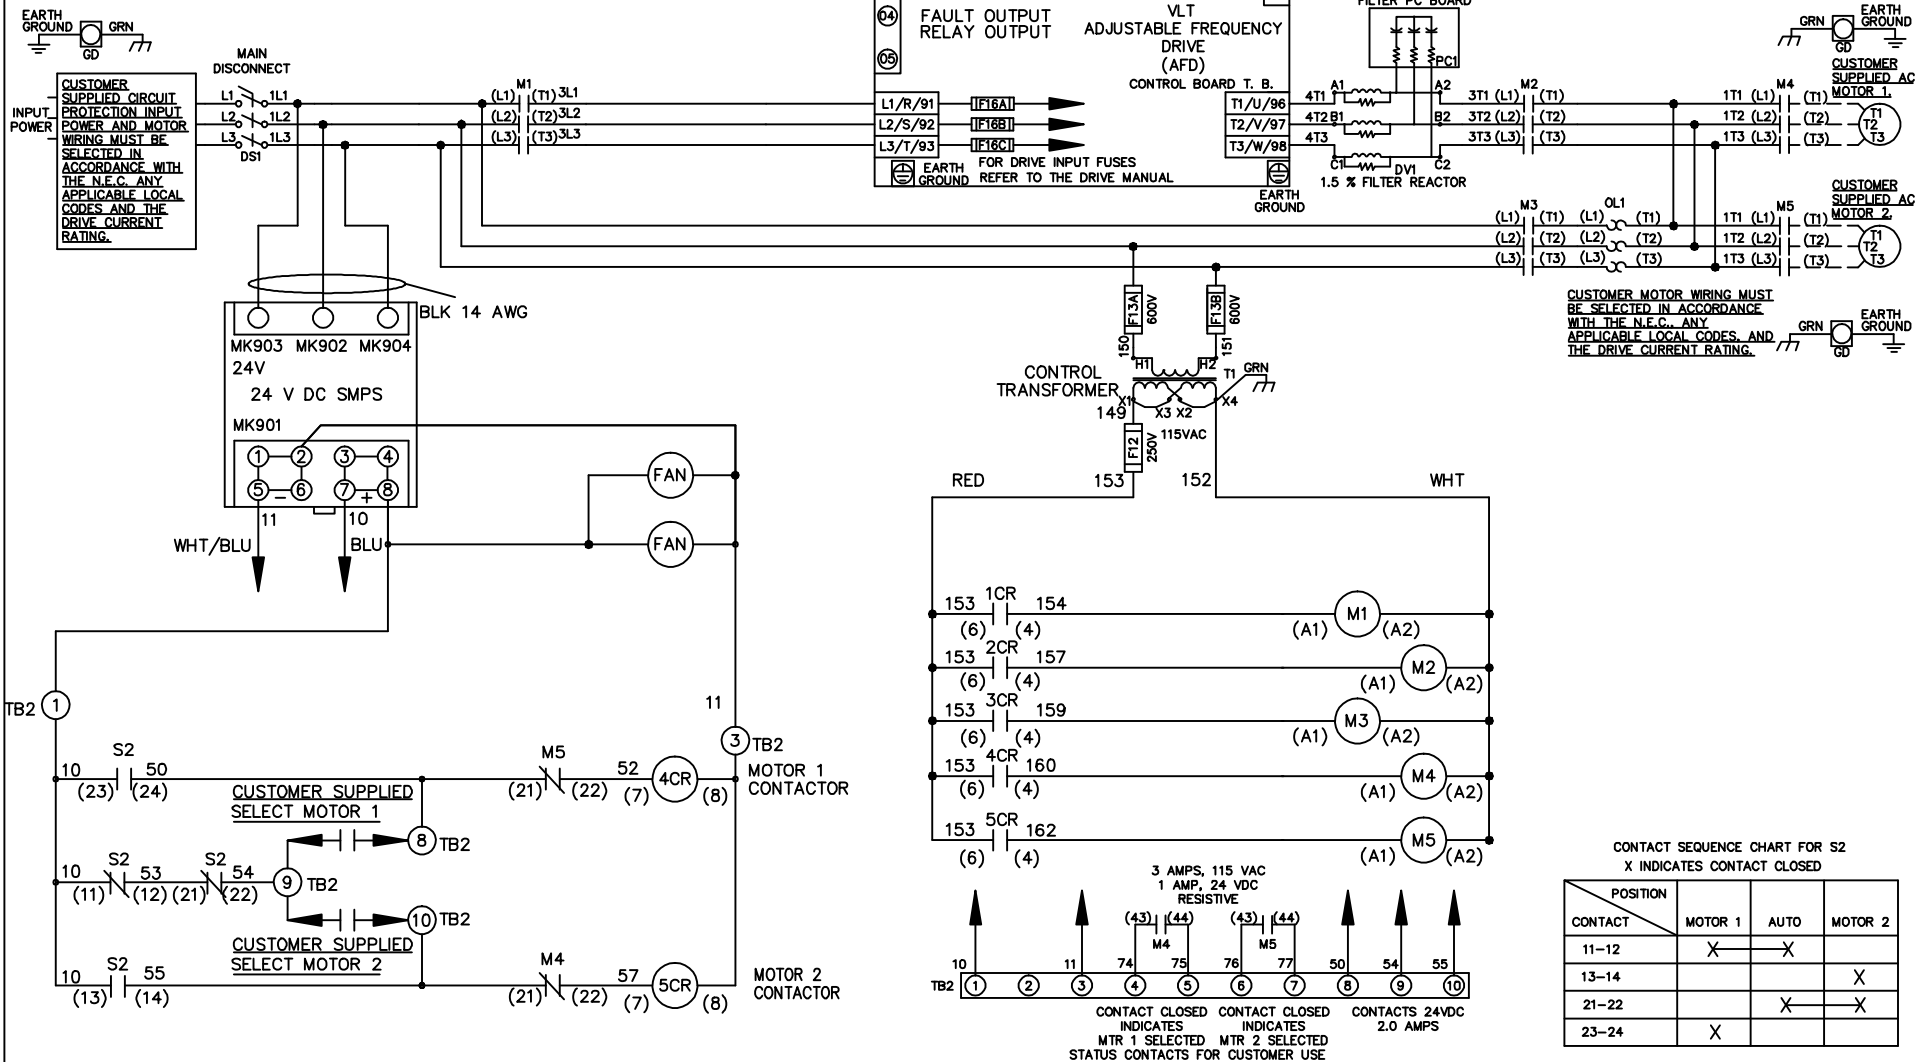 EARTH
GROUND
GRN
GD
MAIN
DISCONNECT
INPUT
POWER
CUSTOMER
SUPPLIED CIRCUIT
PROTECTION INPUT
POWER AND MOTOR
WIRING MUST BE
SELECTED IN
ACCORDANCE WITH
THE N.E.C. ANY
APPLICABLE LOCAL
CODES AND THE
DRIVE CURRENT
RATING.
L1 1L1
L2 1L2
L3 1L3
DS1
M1
(L1) (T1) 3L1
(L2) (T2) 3L2
(L3) (T3) 3L3
04
05
FAULT OUTPUT
RELAY OUTPUT
VLT
ADJUSTABLE FREQUENCY
DRIVE
(AFD)
CONTROL BOARD T. B.
L1/R/91 F16A T1/U/96
L2/S/92 F16B T2/V/97
L3/T/93 F16C T3/W/98
EARTH
GROUND
FOR DRIVE INPUT FUSES
REFER TO THE DRIVE MANUAL
EARTH
GROUND
FILTER PC BOARD
PC1
4T1 A1 A2
4T2 B1 B2
4T3
C1 C2
DV1
1.5 % FILTER REACTOR
M2
3T1 (L1) (T1)
3T2 (L2) (T2)
3T3 (L3) (T3)
M4
1T1 (L1) (T1)
1T2 (L2) (T2)
1T3 (L3) (T3)
GRN
GD
EARTH
GROUND
CUSTOMER
SUPPLIED AC
MOTOR 1.
T1
T2
T3
M3 OL1
(L1) (T1) (L1) (T1)
(L2) (T2) (L2) (T2)
(L3) (T3) (L3) (T3)
M5
1T1 (L1) (T1)
1T2 (L2) (T2)
1T3 (L3) (T3)
CUSTOMER
SUPPLIED AC
MOTOR 2.
T1
T2
T3
CUSTOMER MOTOR WIRING MUST
BE SELECTED IN ACCORDANCE
WITH THE N.E.C., ANY
APPLICABLE LOCAL CODES, AND
THE DRIVE CURRENT RATING.
GRN
GD
EARTH
GROUND
BLK 14 AWG
MK903 MK902 MK904
24V
24 V DC SMPS
MK901
1 2 3 4
5 - 6 7 + 8
11 10
WHT/BLU BLU
FAN
FAN
F13A 600V
F13B 600V
150 151
H1 H2
CONTROL
TRANSFORMER
T1
GRN
X1 X3 X2 X4
149
115VAC
F12 250V
RED 153 152 WHT
153 1CR 154 M1
(6) (4) (A1) (A2)
153 2CR 157 M2
(6) (4) (A1) (A2)
153 3CR 159 M3
(6) (4) (A1) (A2)
153 4CR 160 M4
(6) (4) (A1) (A2)
153 5CR 162 M5
(6) (4) (A1) (A2)
TB2 1
11
3 TB2
10 S2 50
(23) (24)
M5
(21) (22)
52 4CR
(7) (8)
MOTOR 1
CONTACTOR
CUSTOMER SUPPLIED
SELECT MOTOR 1
8 TB2
10 S2 53 S2 54
(11) (12) (21) (22)
9 TB2
10 TB2
CUSTOMER SUPPLIED
SELECT MOTOR 2
10 S2 55
(13) (14)
M4
(21) (22)
57 5CR
(7) (8)
MOTOR 2
CONTACTOR
3 AMPS, 115 VAC
1 AMP, 24 VDC
RESISTIVE
(43) (44) (43) (44)
M4 M5
10 11 74 75 76 77 50 54 55
TB2 1 2 3 4 5 6 7 8 9 10
CONTACT CLOSED
INDICATES
MTR 1 SELECTED
CONTACT CLOSED
INDICATES
MTR 2 SELECTED
STATUS CONTACTS FOR CUSTOMER USE
CONTACTS 24VDC
2.0 AMPS
CONTACT SEQUENCE CHART FOR S2
X INDICATES CONTACT CLOSED
POSITION
CONTACT MOTOR 1 AUTO MOTOR 2
11-12 X X
13-14 X
21-22 X X
23-24 X